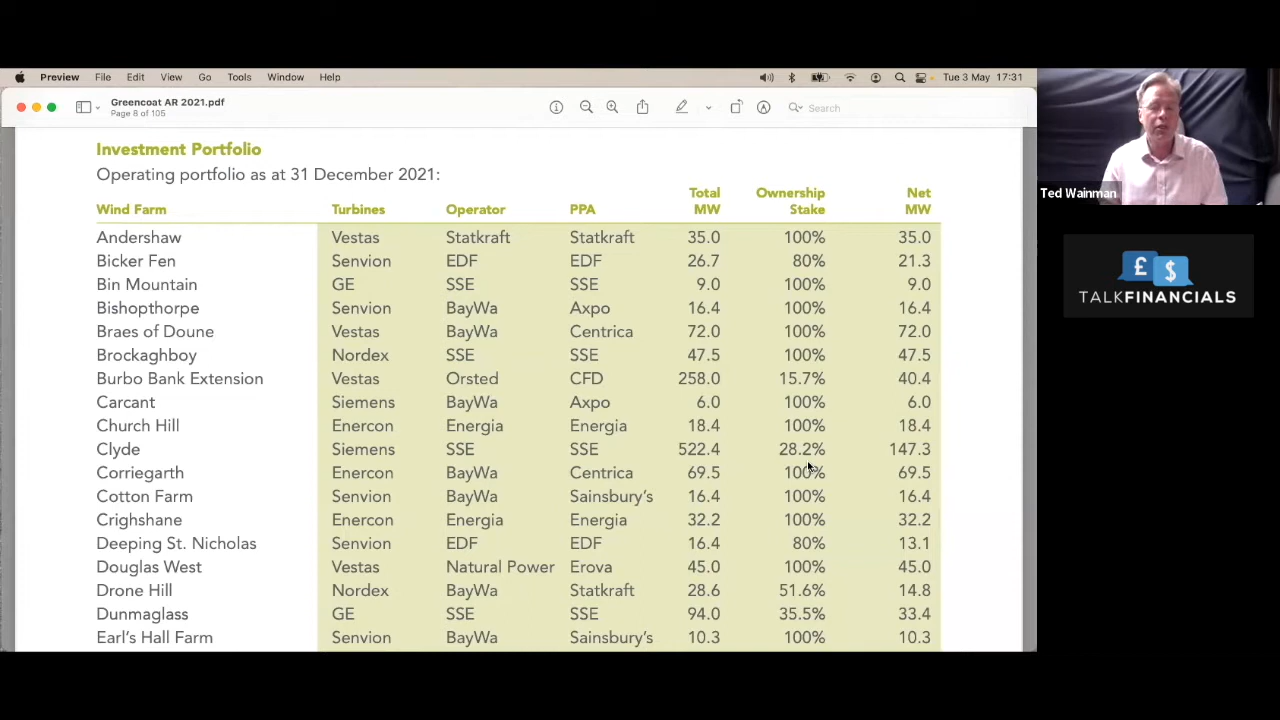 Preview File Edit View Go Tools Window Help Tue 3 May 17:31
Greencoat AR 2021.pdf
Page 8 of 105
Search
Investment Portfolio
Operating portfolio as at 31 December 2021:
Total Ownership Net
Wind Farm Turbines Operator PPA MW Stake MW
Andershaw Vestas Statkraft Statkraft 35.0 100% 35.0
Bicker Fen Senvion EDF EDF 26.7 80% 21.3
Bin Mountain GE SSE SSE 9.0 100% 9.0
Bishopthorpe Senvion BayWa Axpo 16.4 100% 16.4
Braes of Doune Vestas BayWa Centrica 72.0 100% 72.0
Brockaghboy Nordex SSE SSE 47.5 100% 47.5
Burbo Bank Extension Vestas Orsted CFD 258.0 15.7% 40.4
Carcant Siemens BayWa Axpo 6.0 100% 6.0
Church Hill Enercon Energia Energia 18.4 100% 18.4
Clyde Siemens SSE SSE 522.4 28.2% 147.3
Corriegarth Enercon BayWa Centrica 69.5 100% 69.5
Cotton Farm Senvion BayWa Sainsbury's 16.4 100% 16.4
Crighshane Enercon Energia Energia 32.2 100% 32.2
Deeping St. Nicholas Senvion EDF EDF 16.4 80% 13.1
Douglas West Vestas Natural Power Erova 45.0 100% 45.0
Drone Hill Nordex BayWa Statkraft 28.6 51.6% 14.8
Dunmaglass GE SSE SSE 94.0 35.5% 33.4
Earl's Hall Farm Senvion BayWa Sainsbury's 10.3 100% 10.3
Ted Wainman
£ $
TALKFINANCIALS